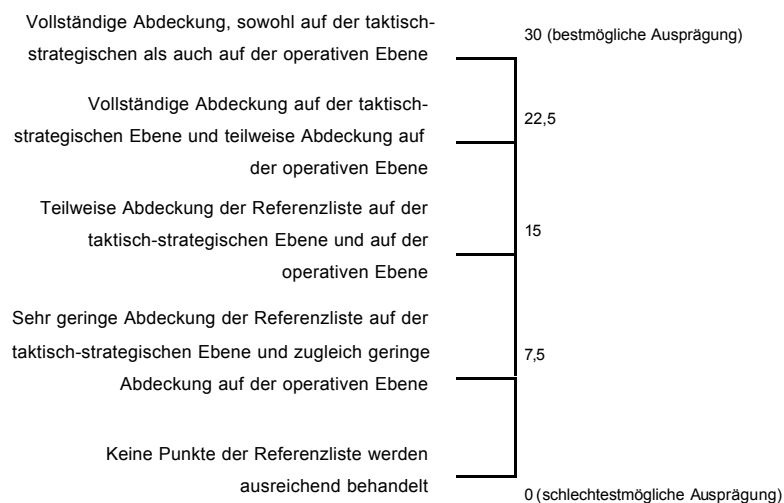 Vollständige Abdeckung, sowohl auf der taktisch-
strategischen als auch auf der operativen Ebene
30 (bestmögliche Ausprägung)
Vollständige Abdeckung auf der taktisch-
strategischen Ebene und teilweise Abdeckung auf
der operativen Ebene
22,5
Teilweise Abdeckung der Referenzliste auf der
taktisch-strategischen Ebene und auf der
operativen Ebene
15
Sehr geringe Abdeckung der Referenzliste auf der
taktisch-strategischen Ebene und zugleich geringe
Abdeckung auf der operativen Ebene
7,5
Keine Punkte der Referenzliste werden
ausreichend behandelt
0 (schlechtestmögliche Ausprägung)